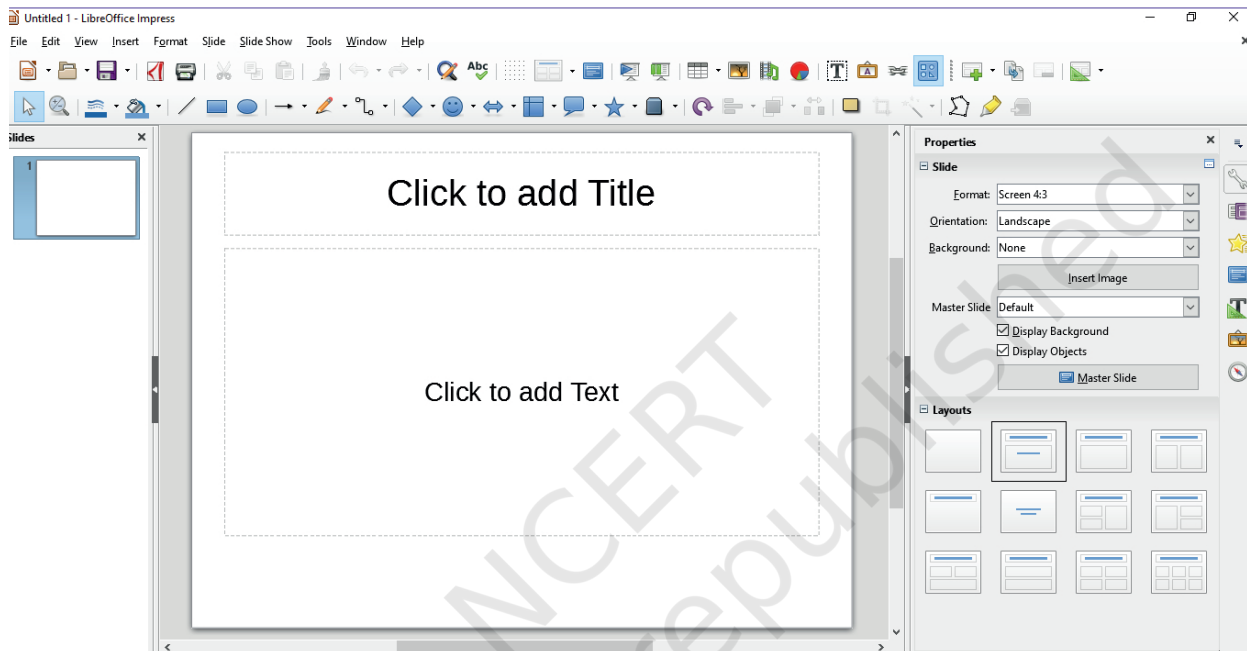 Untitled 1 - LibreOffice Impress
File Edit View Insert Format Slide Slide Show Tools Window Help
Abc
Slides
1
Click to add Title
Click to add Text
Properties
Slide
Format: Screen 4:3
Orientation: Landscape
Background: None
Insert Image
Master Slide Default
Display Background
Display Objects
Master Slide
Layouts
NCERT
republished